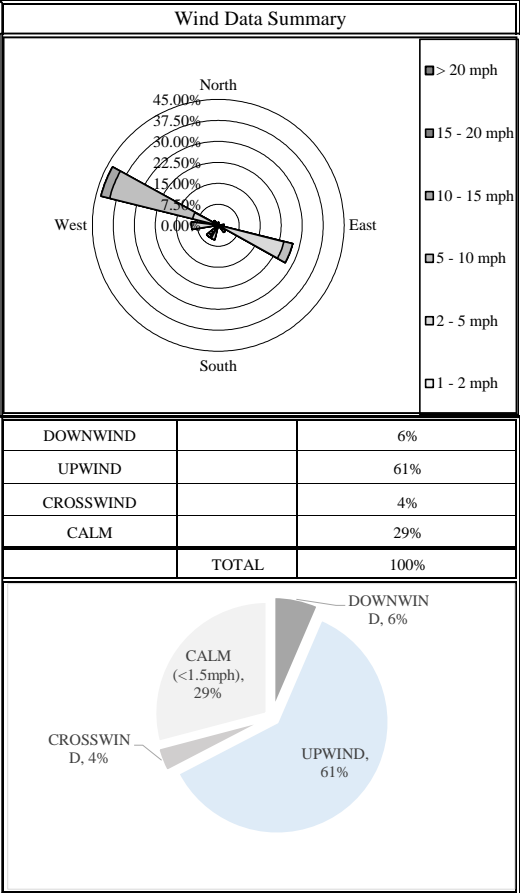 Wind Data Summary
North
45.00%
37.50%
30.00%
22.50%
15.00%
7.50%
0.00%
West
East
South
> 20 mph
15 - 20 mph
10 - 15 mph
5 - 10 mph
2 - 5 mph
1 - 2 mph
DOWNWIND 6%
UPWIND 61%
CROSSWIND 4%
CALM 29%
TOTAL 100%
DOWNWIN
D, 6%
CALM
(<1.5mph),
29%
CROSSWIN
D, 4%
UPWIND,
61%